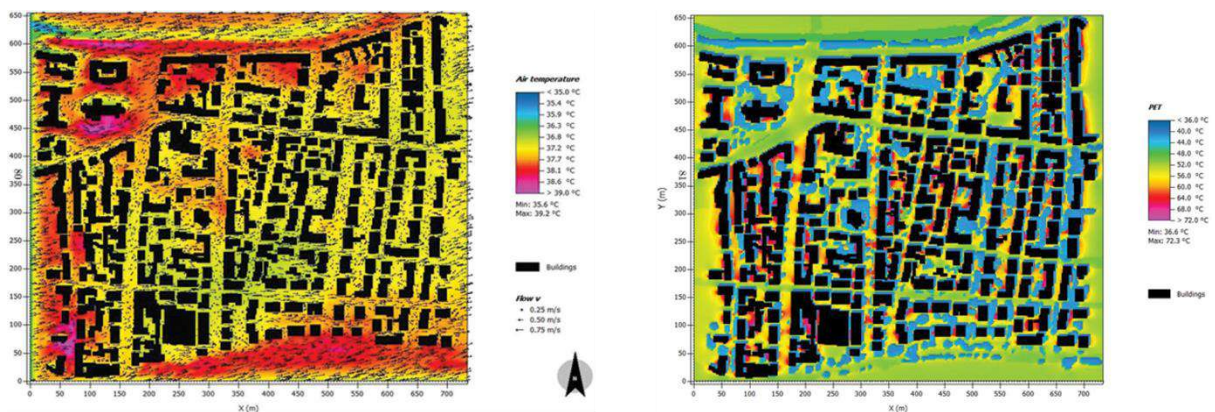 650
600
550
500
450
400
350
300
250
200
150
100
50
0
80
0 50 100 150 200 250 300 350 400 450 500 550 600 650 700
X (m)
Air temperature
< 35.0 °C
35.4 °C
35.9 °C
36.3 °C
36.8 °C
37.2 °C
37.7 °C
38.1 °C
38.6 °C
> 39.0 °C
Min: 35.6 °C
Max: 39.2 °C
Buildings
Flow v
0.25 m/s
0.50 m/s
0.75 m/s
N
650
600
550
500
450
400
350
300
250
200
150
100
50
0
81
Y (m)
0 50 100 150 200 250 300 350 400 450 500 550 600 650 700
X (m)
PET
< 36.0 °C
40.0 °C
44.0 °C
48.0 °C
52.0 °C
56.0 °C
60.0 °C
64.0 °C
68.0 °C
> 72.0 °C
Min: 36.6 °C
Max: 72.3 °C
Buildings